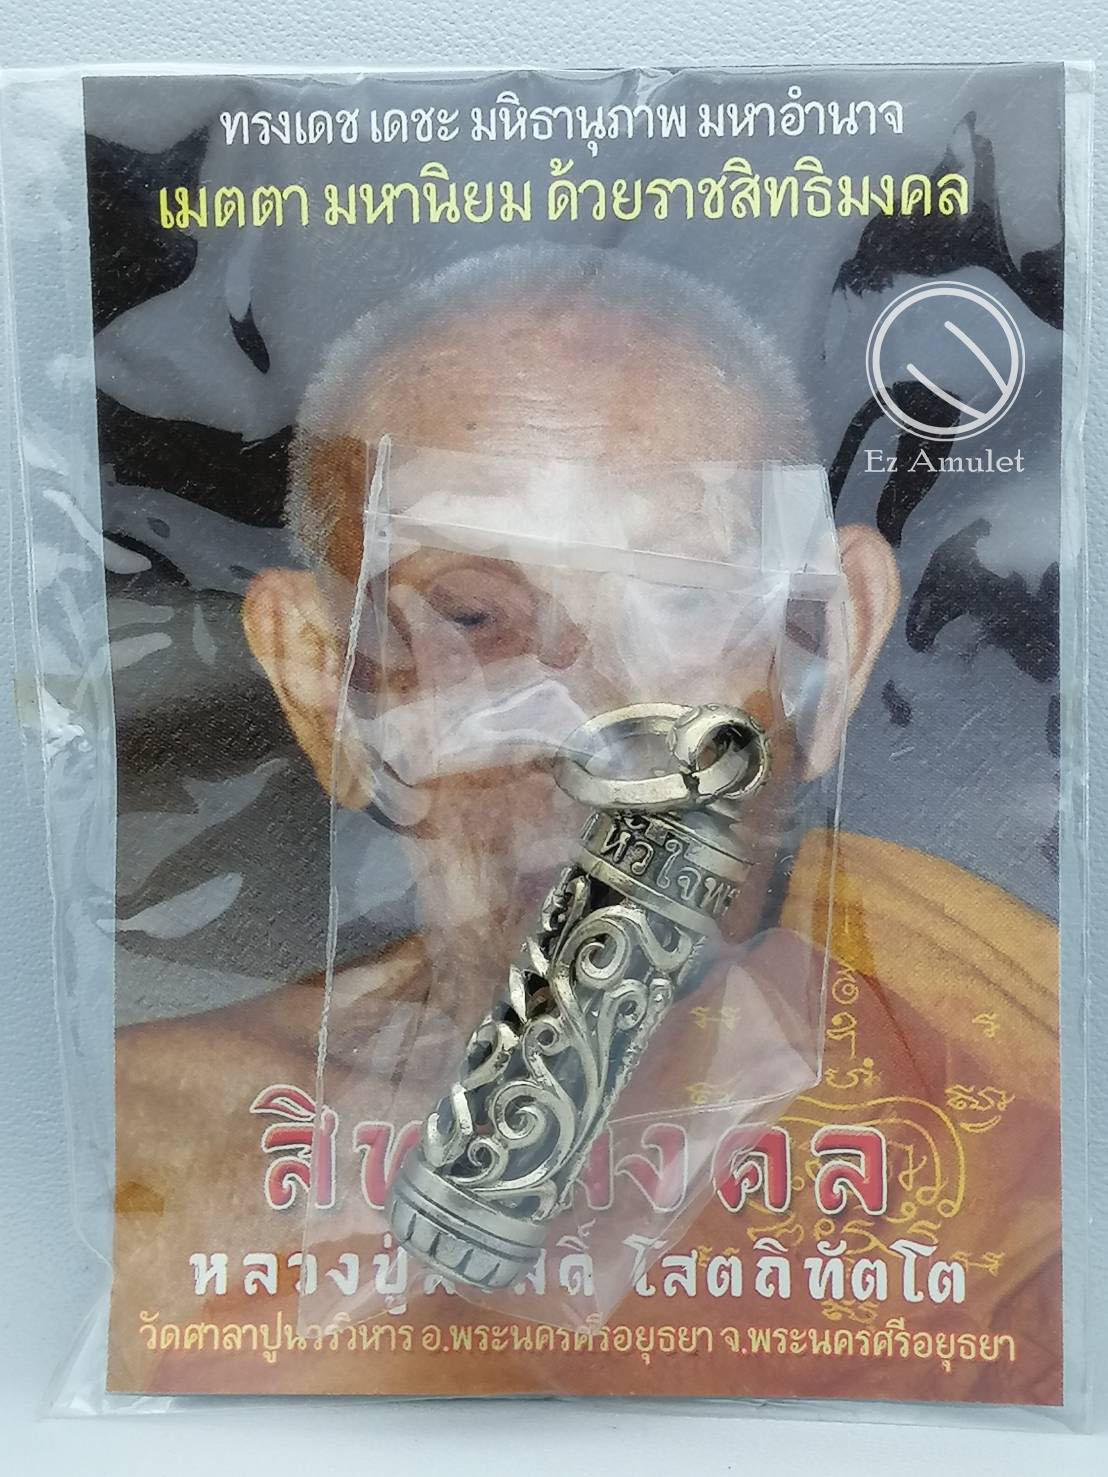 ทรงเดช เดชะ มหิธานุภาพ มหาอำนาจ
เมตตา มหานิยม ด้วยราชสิทธิมงคล
Ez Amulet
หัวใจพร
มงคล
หลวงปู่ โสตถิทัตโต
วัดศาลาปูนวรวิหาร อ.พระนครศรีอยุธยา จ.พระนครศรีอยุธยา